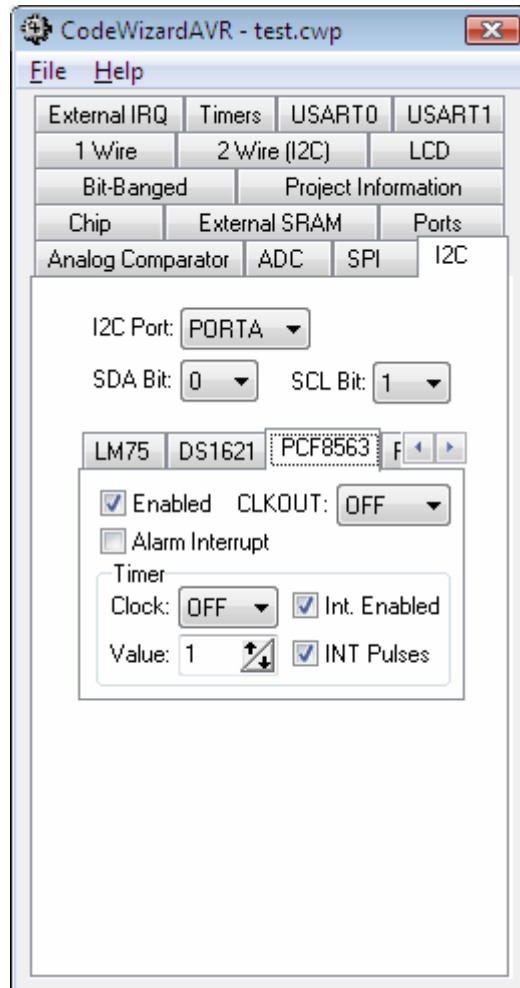 CodeWizardAVR - test.cwp
File Help
External IRQ Timers USART0 USART1
1 Wire 2 Wire (I2C) LCD
Bit-Banged Project Information
Chip External SRAM Ports
Analog Comparator ADC SPI I2C
I2C Port: PORTA
SDA Bit: 0 SCL Bit: 1
LM75 DS1621 PCF8563
Enabled CLKOUT: OFF
Alarm Interrupt
Timer
Clock: OFF Int. Enabled
Value: 1 INT Pulses